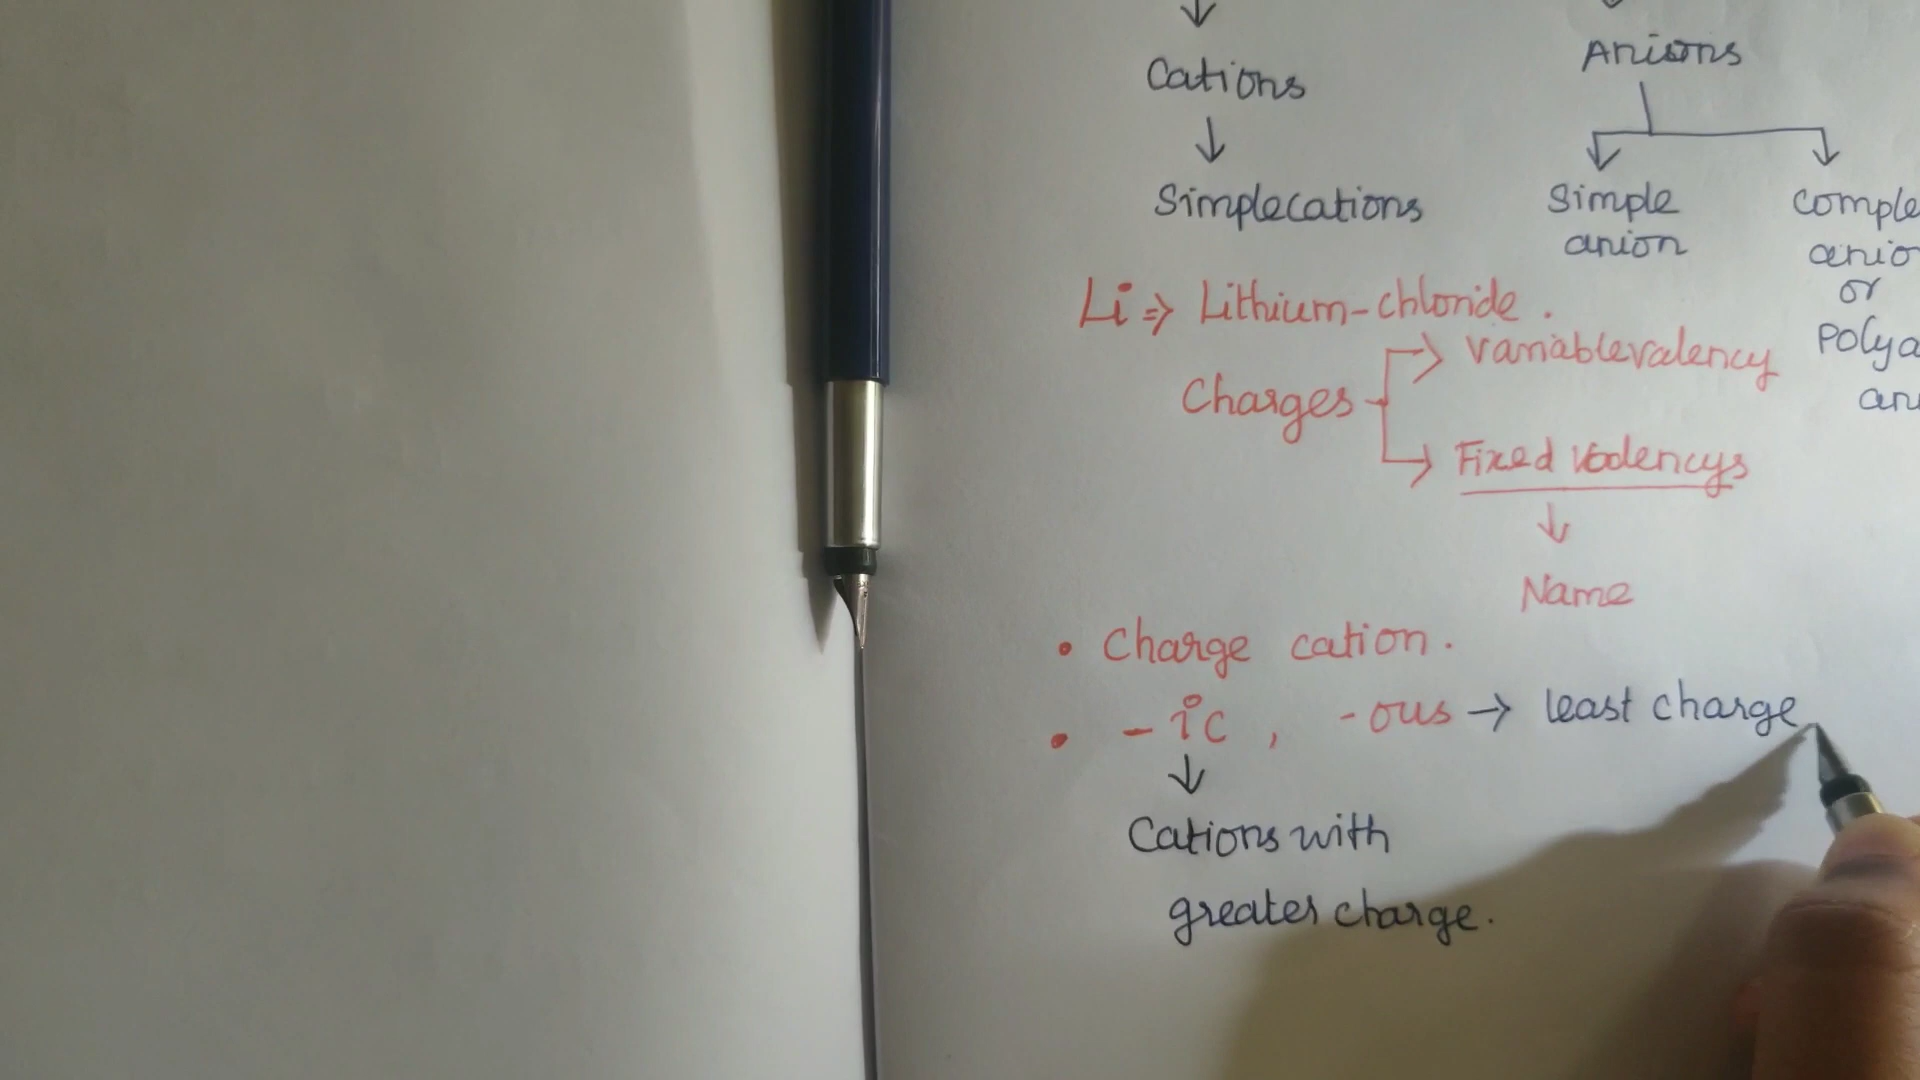 Cations
Anions
Simplecations
Simple
anion
comple
anio
or
polya
an
Li ⇒ Lithium-chloride.
Charges → variablevalency
→ Fixed valencys
Name
• Charge cation.
• -ic, -ous → least charge
Cations with
greater charge.